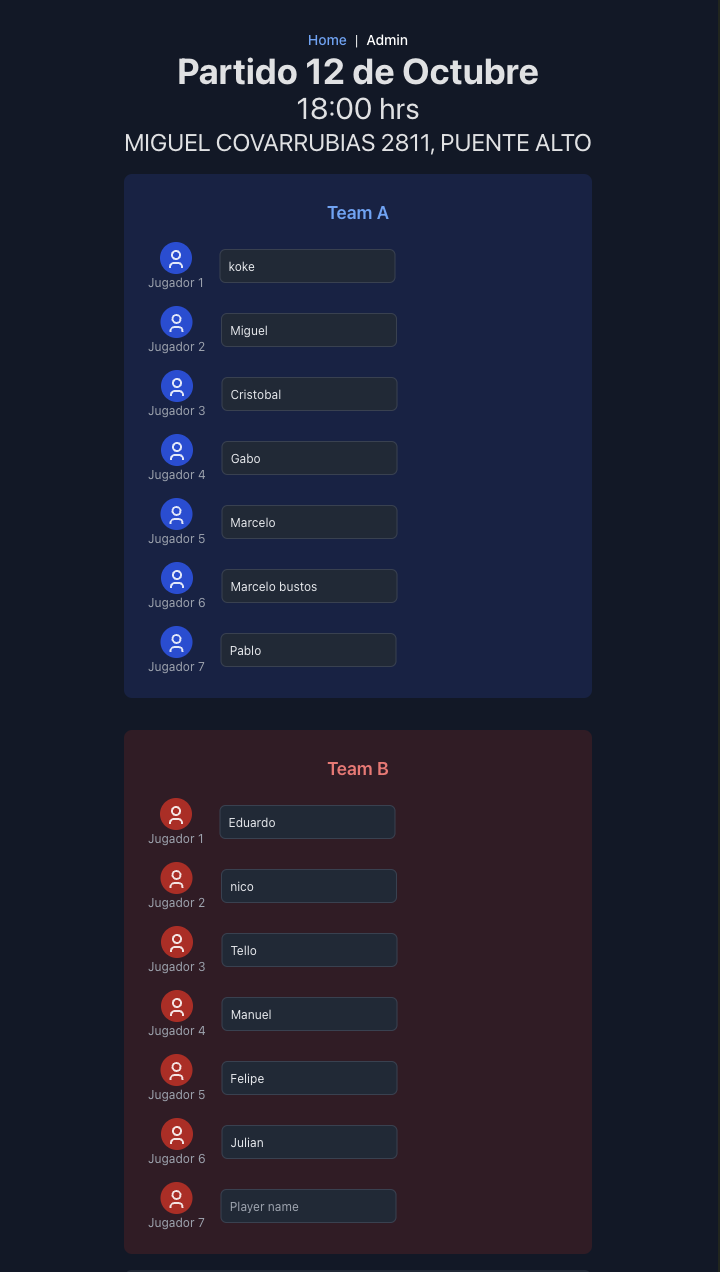 Home | Admin
Partido 12 de Octubre
18:00 hrs
MIGUEL COVARRUBIAS 2811, PUENTE ALTO
Team A
Jugador 1 koke
Jugador 2 Miguel
Jugador 3 Cristobal
Jugador 4 Gabo
Jugador 5 Marcelo
Jugador 6 Marcelo bustos
Jugador 7 Pablo
Team B
Jugador 1 Eduardo
Jugador 2 nico
Jugador 3 Tello
Jugador 4 Manuel
Jugador 5 Felipe
Jugador 6 Julian
Jugador 7 Player name